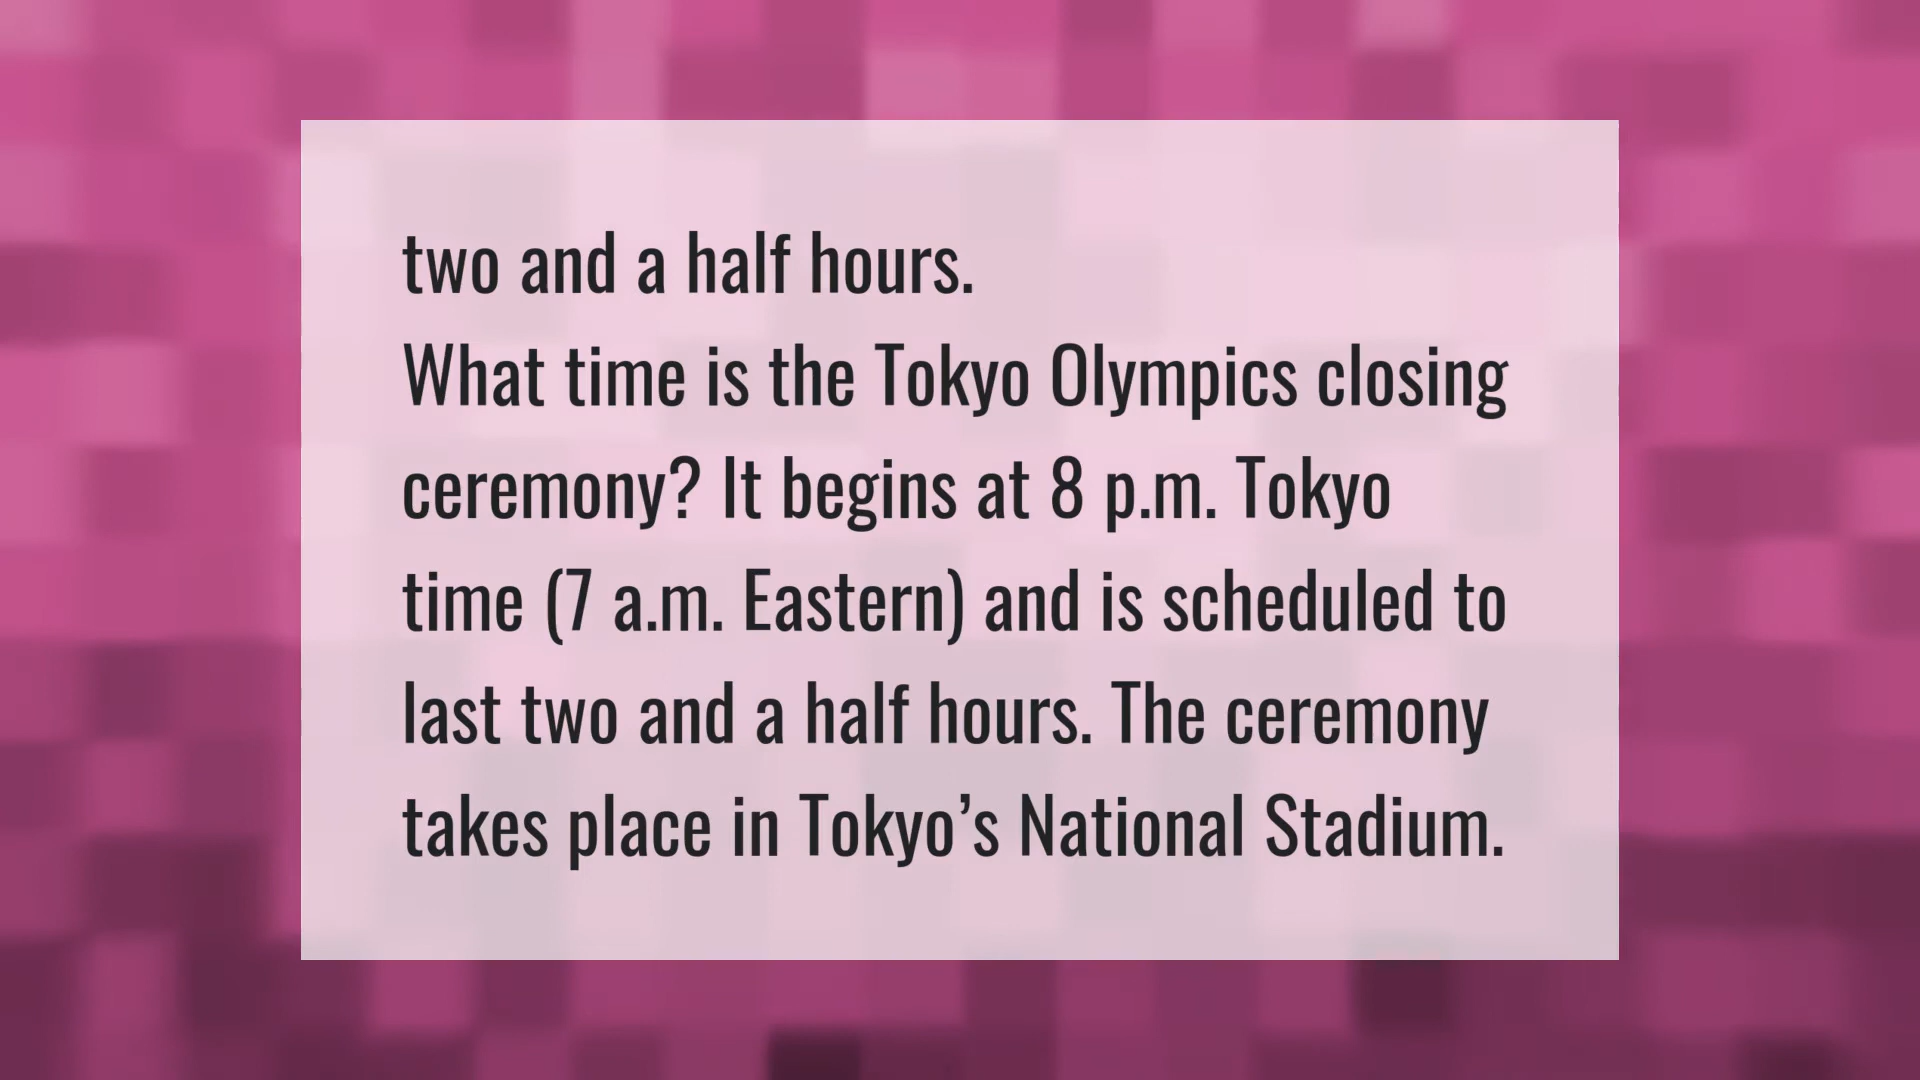 two and a half hours.
What time is the Tokyo Olympics closing
ceremony? It begins at 8 p.m. Tokyo
time (7 a.m. Eastern) and is scheduled to
last two and a half hours. The ceremony
takes place in Tokyo’s National Stadium.